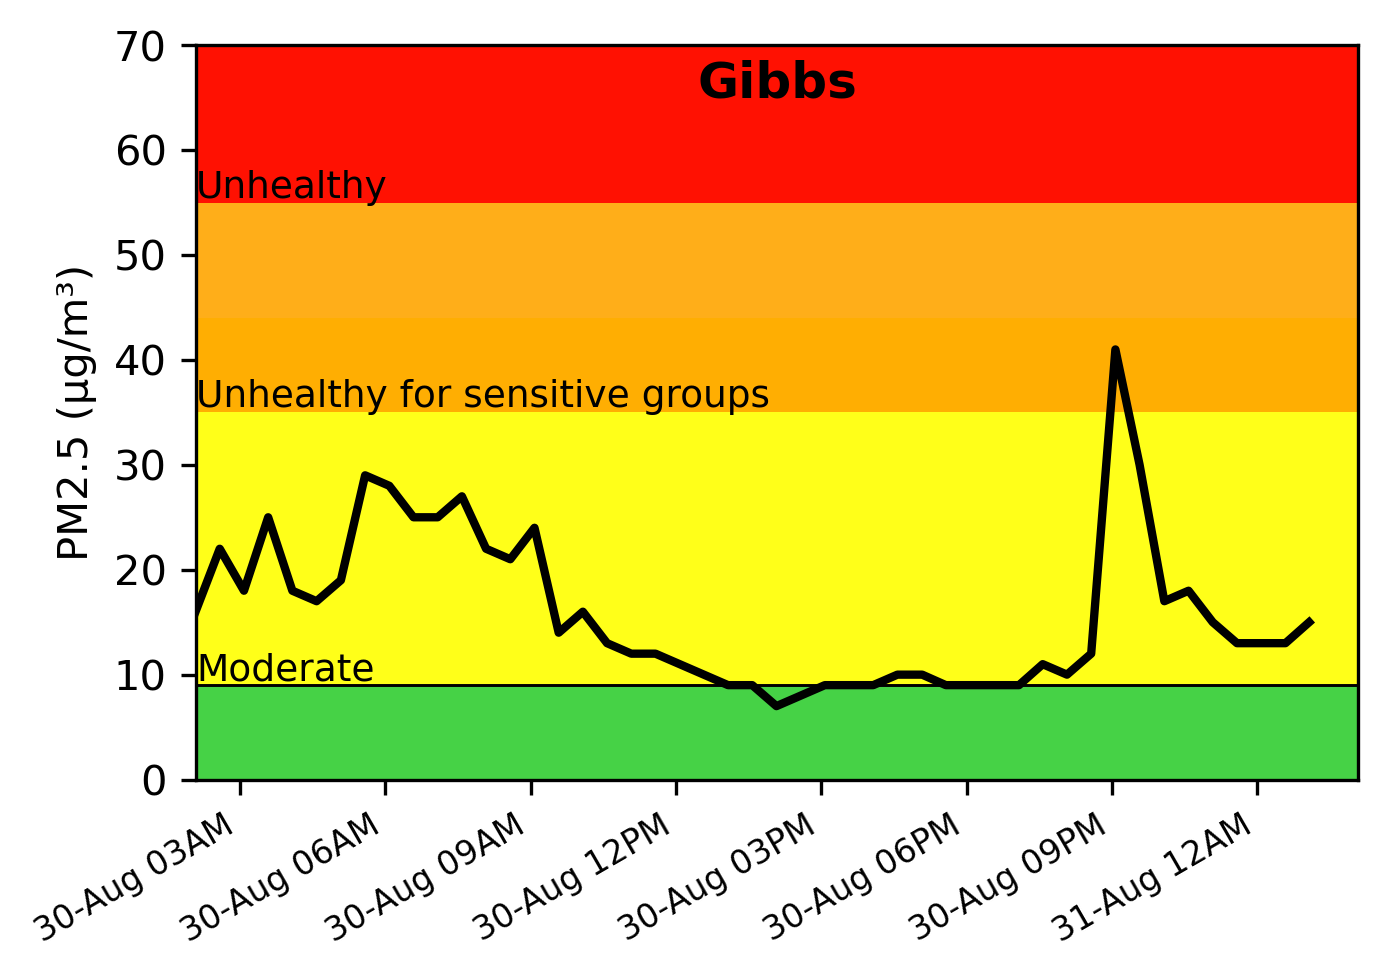 Gibbs
PM2.5 (µg/m³)
70
60
50
40
30
20
10
0
Unhealthy
Unhealthy for sensitive groups
Moderate
30-Aug 03AM
30-Aug 06AM
30-Aug 09AM
30-Aug 12PM
30-Aug 03PM
30-Aug 06PM
30-Aug 09PM
31-Aug 12AM